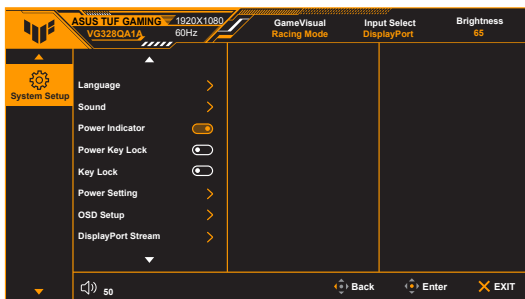 ASUS TUF GAMING 1920X1080 GameVisual Input Select Brightness
VG328QA1A 60Hz Racing Mode DisplayPort 65
System Setup
Language
Sound
Power Indicator
Power Key Lock
Key Lock
Power Setting
OSD Setup
DisplayPort Stream
50 Back Enter EXIT